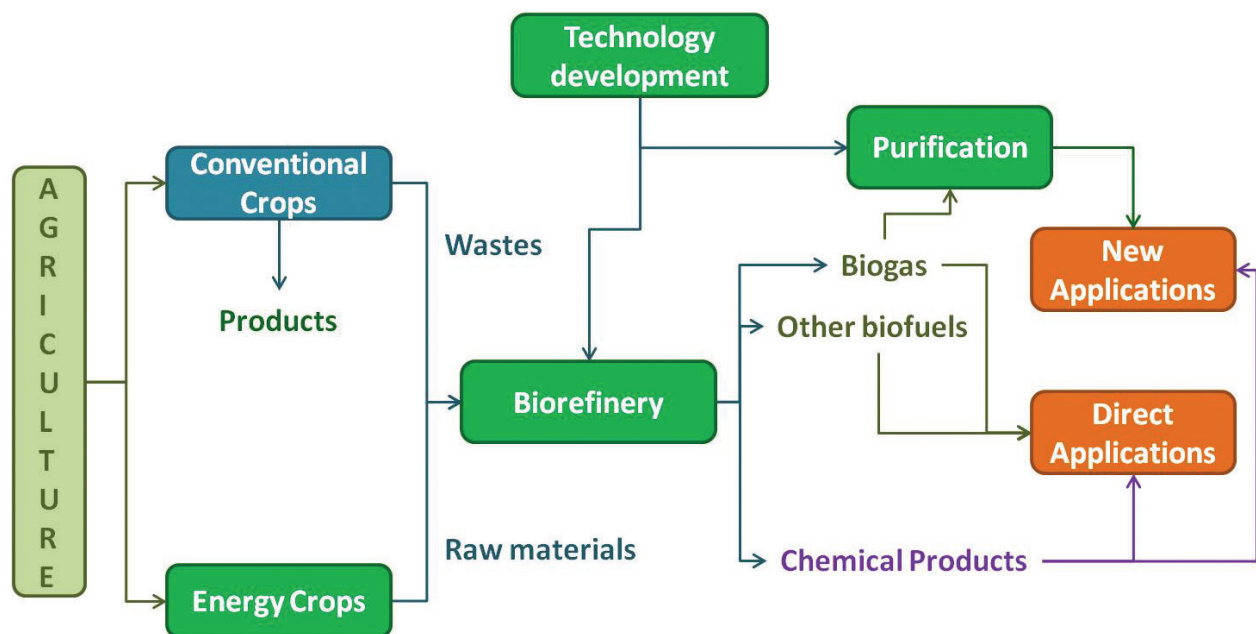 Technology
development
AGRICULTURE
Conventional
Crops
Purification
Wastes
New
Applications
Biogas
Products
Other biofuels
Biorefinery
Direct
Applications
Raw materials
Chemical Products
Energy Crops